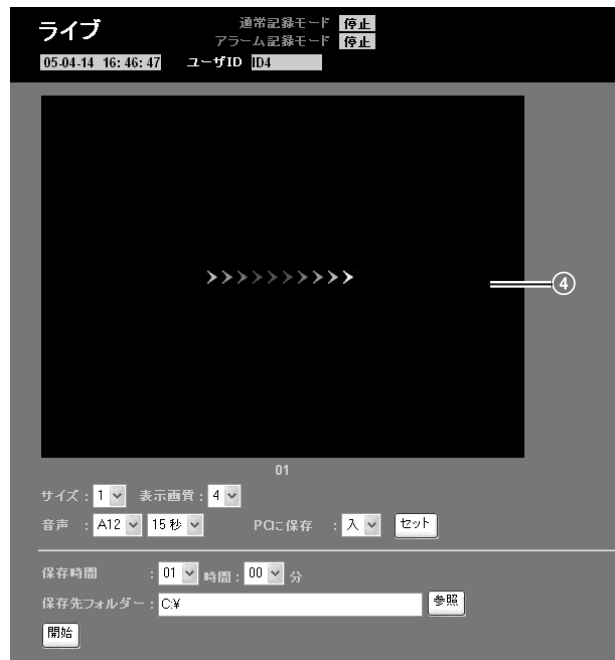 ライブ
通常記録モード 停止
アラーム記録モード 停止
05-04-14 16:46:47 ユーザID ID4
④
01
サイズ : 1 表示画質 : 4
音声 : A12 15秒 PCに保存 : 入 セット
保存時間 : 01 時間 : 00 分
保存先フォルダー : C:¥ 参照
開始